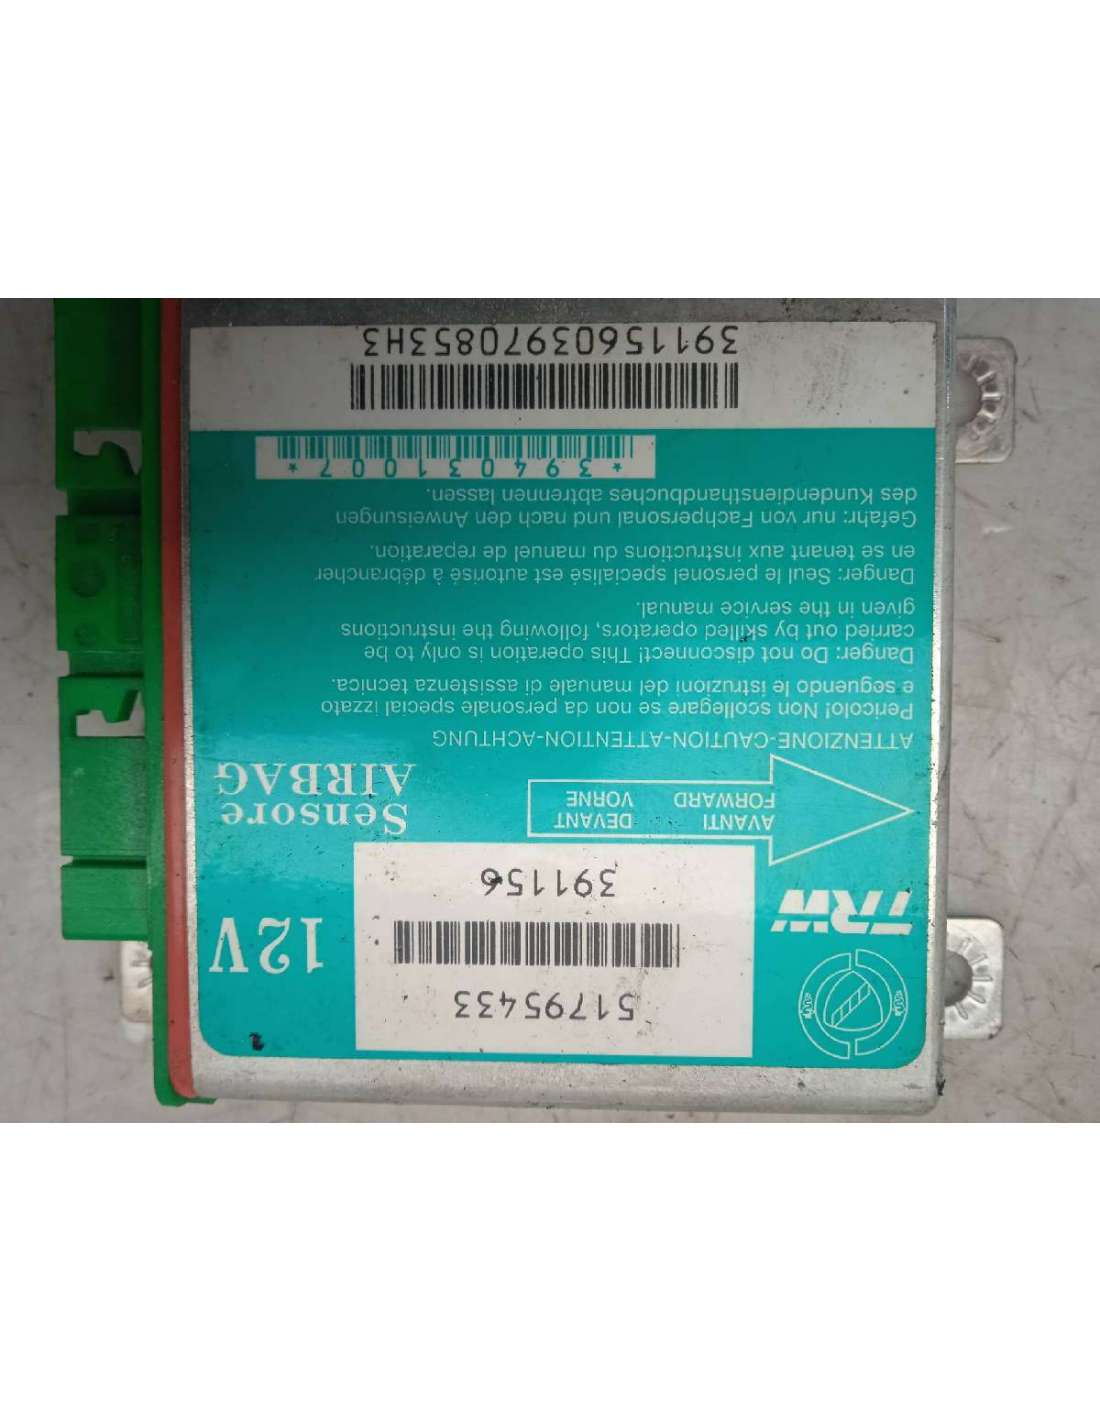 51795433
391156
12V
TRW
Sensore
AIRBAG
DEVANT AVANTI
VORNE FORWARD
ATTENZIONE-CAUTION-ATTENTION-ACHTUNG
Pericolo! Non scollegare se non da personale special izzato
e seguendo le istruzioni del manuale di assistenza tecnica.
Danger: Do not disconnect! This operation is only to be
carried out by skilled operators, following the instructions
given in the service manual.
Danger: Seul le personel specialisé est autorisé à débrancher
en se tenant aux instructions du manuel de reparation.
Gefahr: nur von Fachpersonal und nach den Anweisungen
des Kundendiensthandbuches abtrennen lassen.
*394031007*
39115603970853H3